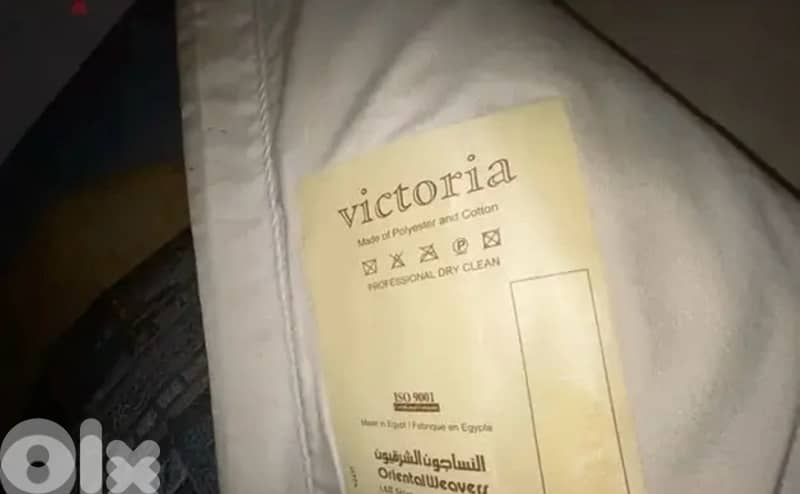 victoria
Made of Polyester and Cotton
PROFESSIONAL DRY CLEAN
ISO 9001
Made in Egypt / Fabrique en Egypte
النساجون الشرقيون
Oriental Weavers
olx